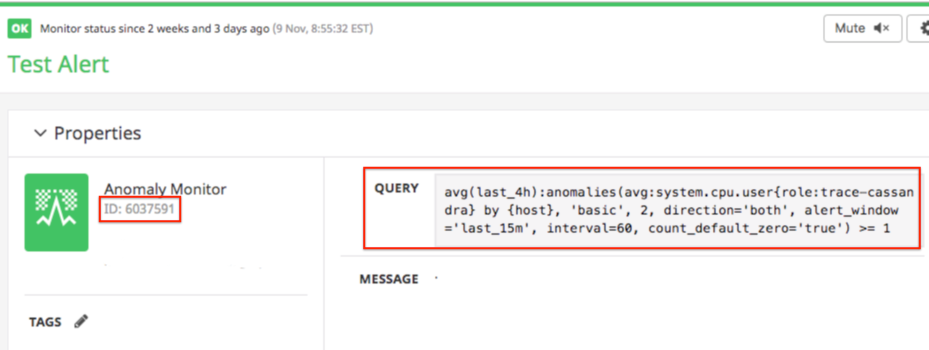 OK Monitor status since 2 weeks and 3 days ago (9 Nov, 8:55:32 EST)
Mute
Test Alert
Properties
Anomaly Monitor
ID: 6037591
TAGS
QUERY
avg(last_4h):anomalies(avg:system.cpu.user{role:trace-cassan
dra} by {host}, 'basic', 2, direction='both', alert_window
='last_15m', interval=60, count_default_zero='true') >= 1
MESSAGE